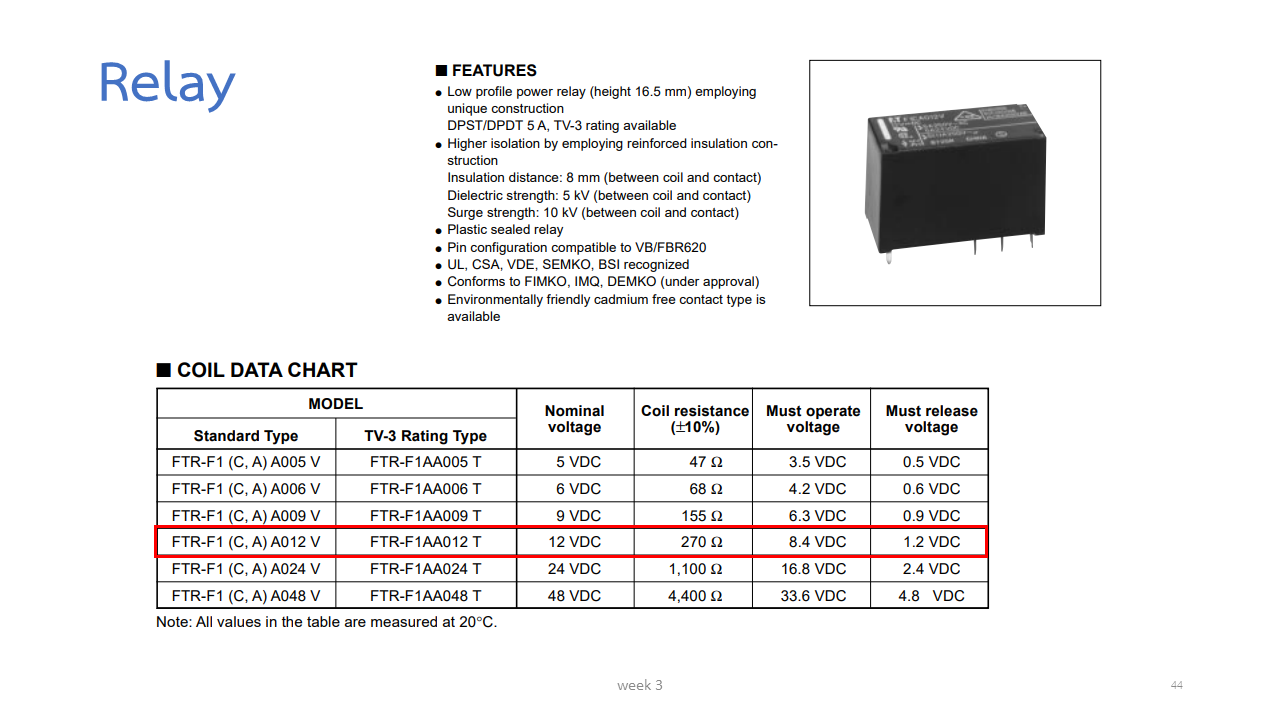 Relay
■ FEATURES
● Low profile power relay (height 16.5 mm) employing
unique construction
DPST/DPDT 5 A, TV-3 rating available
● Higher isolation by employing reinforced insulation con-
struction
Insulation distance: 8 mm (between coil and contact)
Dielectric strength: 5 kV (between coil and contact)
Surge strength: 10 kV (between coil and contact)
● Plastic sealed relay
● Pin configuration compatible to VB/FBR620
● UL, CSA, VDE, SEMKO, BSI recognized
● Conforms to FIMKO, IMQ, DEMKO (under approval)
● Environmentally friendly cadmium free contact type is
available
■ COIL DATA CHART
MODEL
Standard Type TV-3 Rating Type Nominal voltage Coil resistance (±10%) Must operate voltage Must release voltage
FTR-F1 (C, A) A005 V FTR-F1AA005 T 5 VDC 47 Ω 3.5 VDC 0.5 VDC
FTR-F1 (C, A) A006 V FTR-F1AA006 T 6 VDC 68 Ω 4.2 VDC 0.6 VDC
FTR-F1 (C, A) A009 V FTR-F1AA009 T 9 VDC 155 Ω 6.3 VDC 0.9 VDC
FTR-F1 (C, A) A012 V FTR-F1AA012 T 12 VDC 270 Ω 8.4 VDC 1.2 VDC
FTR-F1 (C, A) A024 V FTR-F1AA024 T 24 VDC 1,100 Ω 16.8 VDC 2.4 VDC
FTR-F1 (C, A) A048 V FTR-F1AA048 T 48 VDC 4,400 Ω 33.6 VDC 4.8 VDC
Note: All values in the table are measured at 20°C.
week 3
44